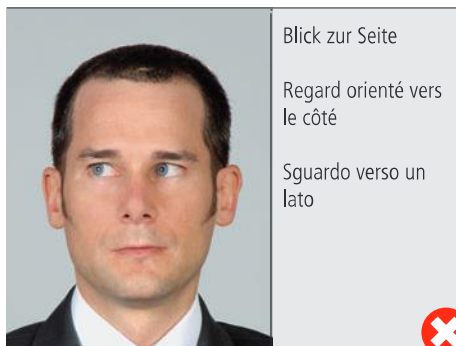 Blick zur Seite
Regard orienté vers
le côté
Sguardo verso un
lato